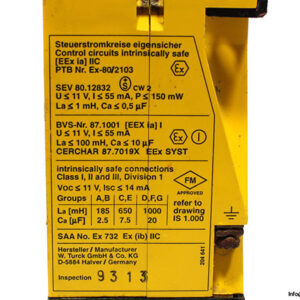 Steuerstromkreise eigensicher
Control circuits intrinsically safe
[EEx ia] IIC
PTB Nr. Ex-80/2103
Ex
SEV 80.12832 S CW 2
U ≤ 11 V, I ≤ 55 mA, P ≤ 150 mW
La ≤ 1 mH, Ca ≤ 0,5 µF
BVS-Nr. 87.1001 [EEx ia] I
U ≤ 11 V, I ≤ 55 mA
La ≤ 100 mH, Ca ≤ 10 µF
CERCHAR 87.7019X EEx SYST
Ex I
intrinsically safe connections
Class I, II and III, Division 1
Voc ≤ 11 V, Isc ≤ 14 mA
FM
APPROVED
Groups A,B C,E D,F,G
La [mH] 185 650 1000
Ca [µF] 2.5 7.5 20
refer to
drawing
IS 1.000
SAA No. Ex 732 Ex (ib) IIC
Hersteller / Manufacturer
W. Turck GmbH & Co. KG
D-5884 Halver / Germany
Inspection 9313